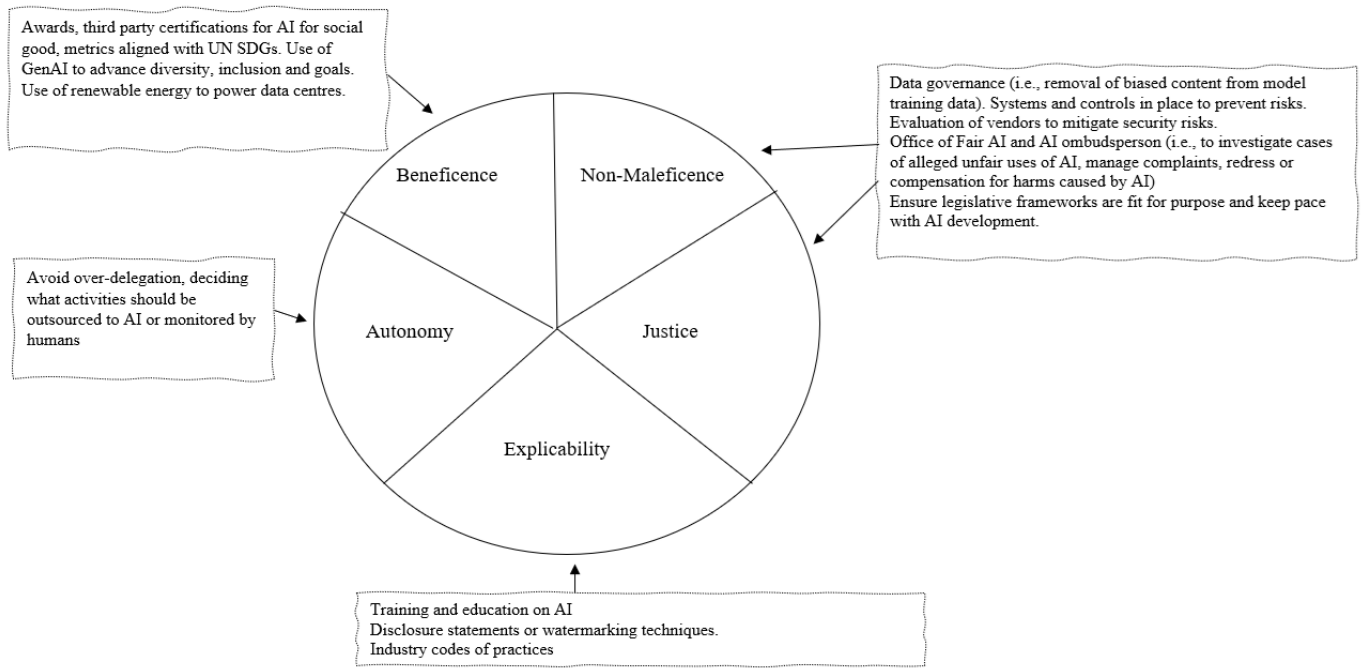 Awards, third party certifications for AI for social
good, metrics aligned with UN SDGs. Use of
GenAI to advance diversity, inclusion and goals.
Use of renewable energy to power data centres.
Data governance (i.e., removal of biased content from model
training data). Systems and controls in place to prevent risks.
Evaluation of vendors to mitigate security risks.
Office of Fair AI and AI ombudsperson (i.e., to investigate cases
of alleged unfair uses of AI, manage complaints, redress or
compensation for harms caused by AI)
Ensure legislative frameworks are fit for purpose and keep pace
with AI development.
Beneficence
Non-Maleficence
Avoid over-delegation, deciding
what activities should be
outsourced to AI or monitored by
humans
Autonomy
Justice
Explicability
Training and education on AI
Disclosure statements or watermarking techniques.
Industry codes of practices